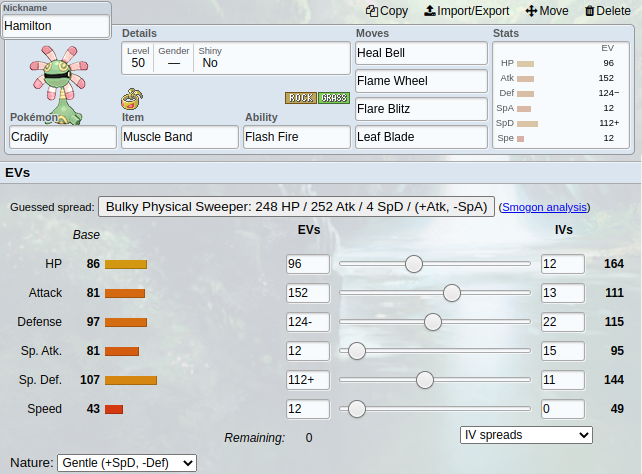 Nickname
Hamilton
Copy Import/Export Move Delete
Details
Level Gender Shiny
50 — No
ROCK GRASS
Pokémon Item Ability
Cradily Muscle Band Flash Fire
Moves
Heal Bell
Flame Wheel
Flare Blitz
Leaf Blade
Stats
EV
HP 96
Atk 152
Def 124−
SpA 12
SpD 112+
Spe 12
EVs
Guessed spread: Bulky Physical Sweeper: 248 HP / 252 Atk / 4 SpD / (+Atk, -SpA) (Smogon analysis)
Base EVs IVs
HP 86 96 12 164
Attack 81 152 13 111
Defense 97 124- 22 115
Sp. Atk. 81 12 15 95
Sp. Def. 107 112+ 11 144
Speed 43 12 0 49
Remaining: 0 IV spreads
Nature: Gentle (+SpD, -Def)